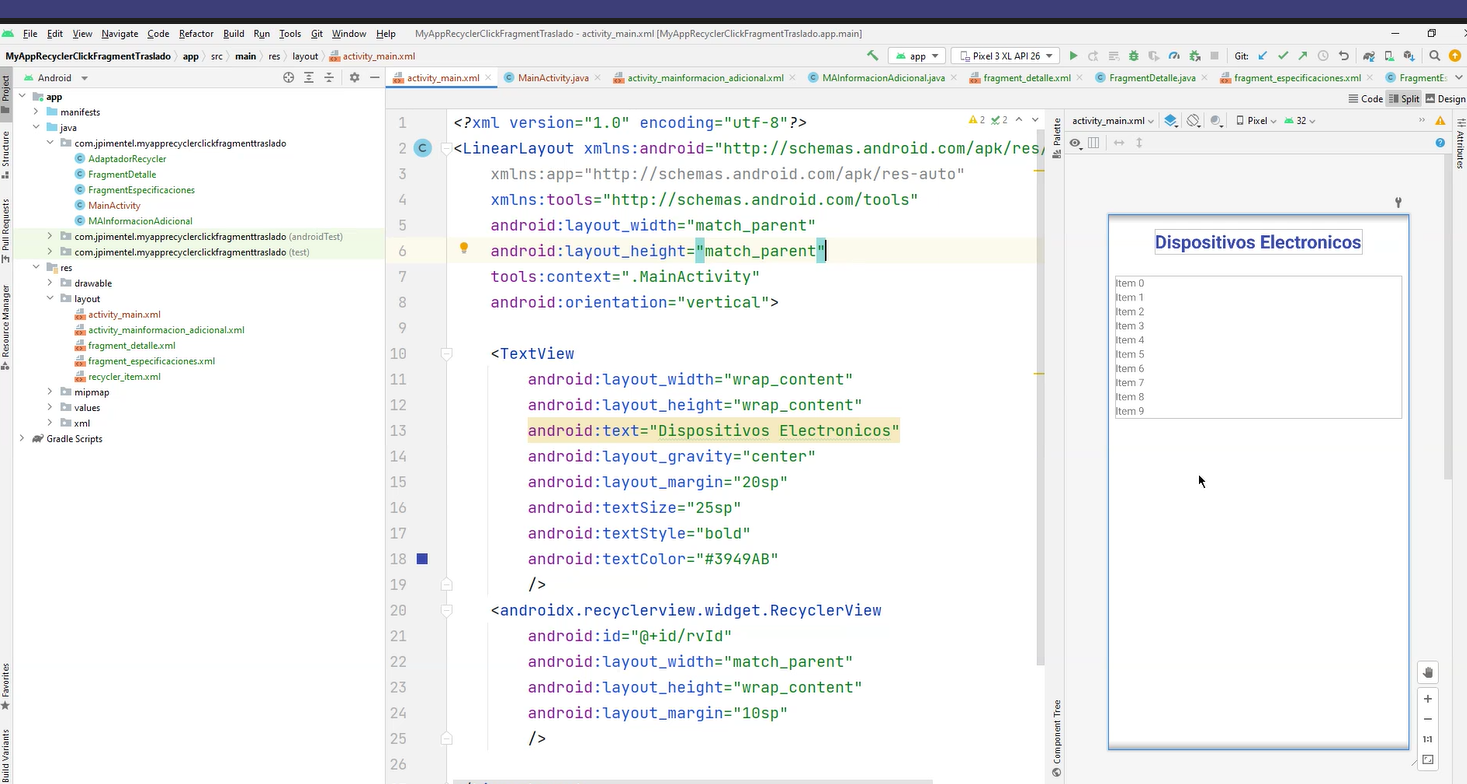 File Edit View Navigate Code Refactor Build Run Tools Git Window Help MyAppRecyclerClickFragmentTraslado - activity_main.xml [MyAppRecyclerClickFragmentTraslado.app.main]
MyAppRecyclerClickFragmentTraslado app src main res layout activity_main.xml app Pixel 3 XL API 26 Git:
Android activity_main.xml MainActivity.java activity_mainformacion_adicional.xml MAInformacionAdicional.java fragment_detalle.xml FragmentDetalle.java fragment_especificaciones.xml FragmentEs
Code Split Design
Project
Structure
Pull Requests
Resource Manager
Favorites
Build Variants
app
manifests
java
com.jpimentel.myapprecyclerclickfragmenttraslado
AdaptadorRecycler
FragmentDetalle
FragmentEspecificaciones
MainActivity
MAInformacionAdicional
com.jpimentel.myapprecyclerclickfragmenttraslado (androidTest)
com.jpimentel.myapprecyclerclickfragmenttraslado (test)
res
drawable
layout
activity_main.xml
activity_mainformacion_adicional.xml
fragment_detalle.xml
fragment_especificaciones.xml
recycler_item.xml
mipmap
values
xml
Gradle Scripts
2 2
1 <?xml version="1.0" encoding="utf-8"?>
2 <LinearLayout xmlns:android="http://schemas.android.com/apk/res/
3 xmlns:app="http://schemas.android.com/apk/res-auto"
4 xmlns:tools="http://schemas.android.com/tools"
5 android:layout_width="match_parent"
6 android:layout_height="match_parent"
7 tools:context=".MainActivity"
8 android:orientation="vertical">
9
10 <TextView
11 android:layout_width="wrap_content"
12 android:layout_height="wrap_content"
13 android:text="Dispositivos Electronicos"
14 android:layout_gravity="center"
15 android:layout_margin="20sp"
16 android:textSize="25sp"
17 android:textStyle="bold"
18 android:textColor="#3949AB"
19 />
20 <androidx.recyclerview.widget.RecyclerView
21 android:id="@+id/rvId"
22 android:layout_width="match_parent"
23 android:layout_height="wrap_content"
24 android:layout_margin="10sp"
25 />
26
Palette
Component Tree
activity_main.xml Pixel 32
Attributes
Dispositivos Electronicos
Item 0
Item 1
Item 2
Item 3
Item 4
Item 5
Item 6
Item 7
Item 8
Item 9
1:1